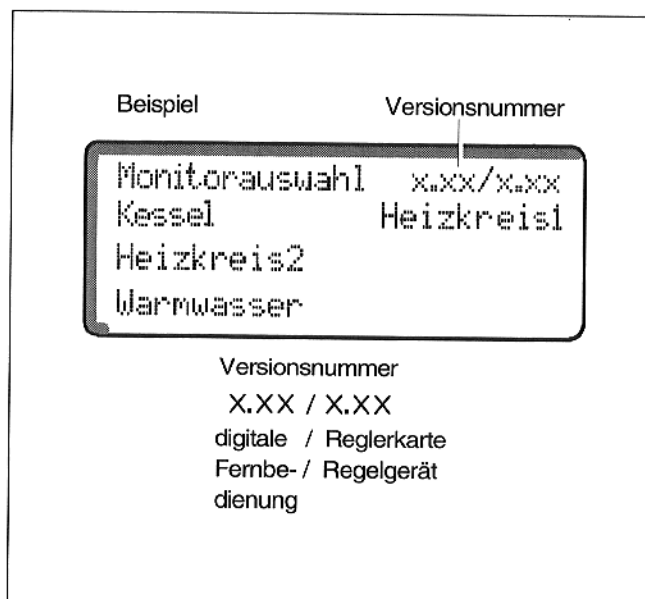 Beispiel Versionsnummer
Monitorauswahl x.xx/x.xx
Kessel Heizkreis1
Heizkreis2
Warmwasser
Versionsnummer
X.XX / X.XX
digitale / Reglerkarte
Fernbe- / Regelgerät
dienung